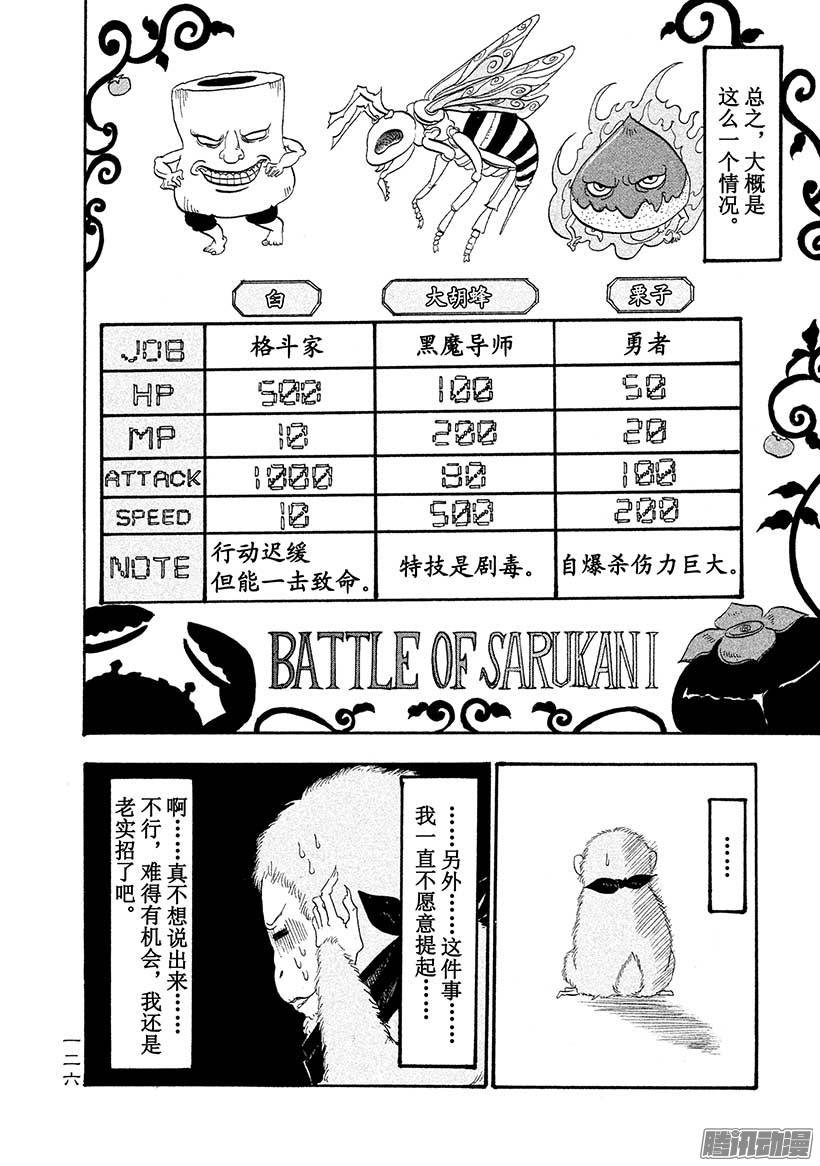 总之，大概是
这么一个情况。
臼 大胡蜂 栗子
JOB 格斗家 黑魔导师 勇者
HP 500 100 50
MP 10 200 20
ATTACK 1000 80 100
SPEED 10 500 200
NOTE 行动迟缓
但能一击致命。 特技是剧毒。 自爆杀伤力巨大。
BATTLE OF SARUKANI
……
……另外……这件事……
我一直不愿意提起……
啊……真不想说出来……
不行，难得有机会，我还是
老实招了吧。
一二六
腾讯动漫